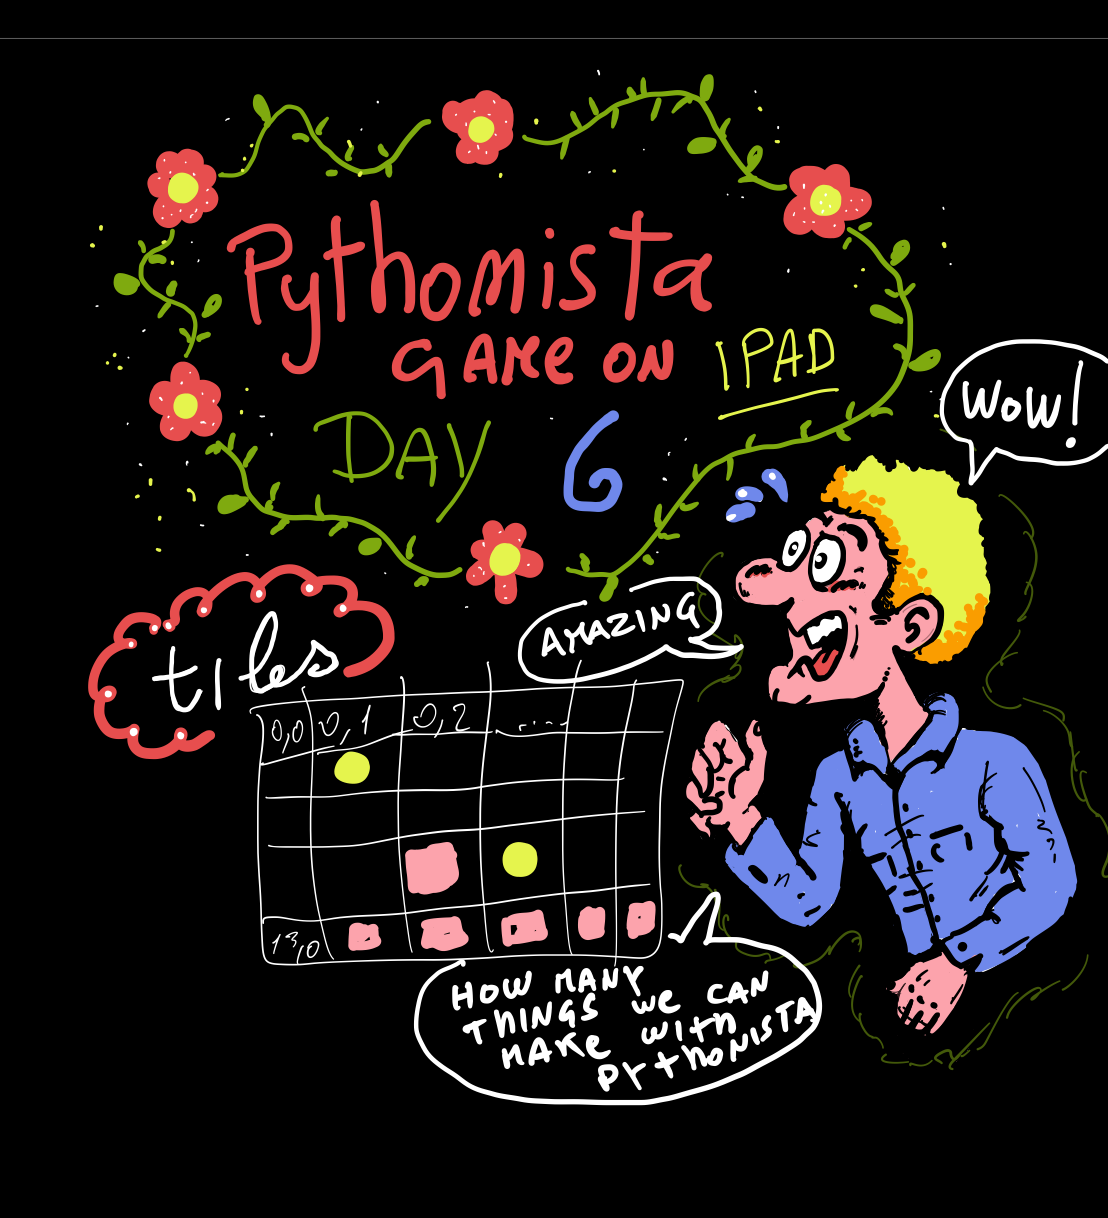 Pythonista
GAME ON IPAD
DAY 6
WOW!
AMAZING
tiles
0,0 0,1 0,2 .....
13,0
HOW MANY
THINGS WE CAN
MAKE WITH
PYTHONISTA